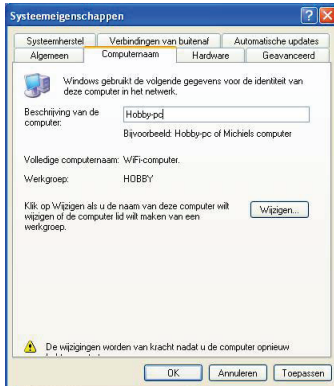 Systeemeigenschappen
Systeemherstel Verbindingen van buitenaf Automatische updates
Algemeen Computernaam Hardware Geavanceerd
Windows gebruikt de volgende gegevens voor de identiteit van
deze computer in het netwerk.
Beschrijving van de
computer:
Hobby-pc
Bijvoorbeeld: Hobby-pc of Michiels computer
Volledige computernaam: WiFi-computer.
Werkgroep: HOBBY
Klik op Wijzigen als u de naam van deze computer wilt
wijzigen of de computer lid wilt maken van een
werkgroep.
Wijzigen...
De wijzigingen worden van kracht nadat u de computer opnieuw
OK Annuleren Toepassen